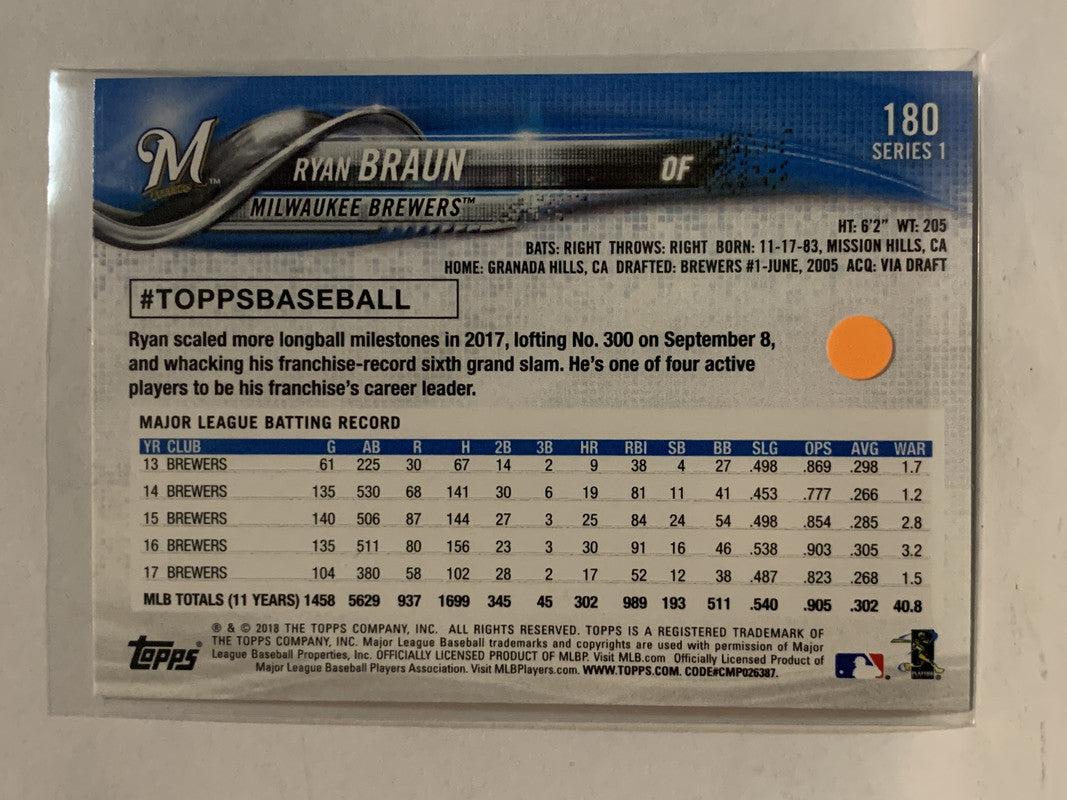 M
180
SERIES 1
RYAN BRAUN OF
MILWAUKEE BREWERS™
HT: 6'2" WT: 205
BATS: RIGHT THROWS: RIGHT BORN: 11-17-83, MISSION HILLS, CA
HOME: GRANADA HILLS, CA DRAFTED: BREWERS #1-JUNE, 2005 ACQ: VIA DRAFT
#TOPPSBASEBALL
Ryan scaled more longball milestones in 2017, lofting No. 300 on September 8,
and whacking his franchise-record sixth grand slam. He's one of four active
players to be his franchise's career leader.
MAJOR LEAGUE BATTING RECORD
YR CLUB G AB R H 2B 3B HR RBI SB BB SLG OPS AVG WAR
13 BREWERS 61 225 30 67 14 2 9 38 4 27 .498 .869 .298 1.7
14 BREWERS 135 530 68 141 30 6 19 81 11 41 .453 .777 .266 1.2
15 BREWERS 140 506 87 144 27 3 25 84 24 54 .498 .854 .285 2.8
16 BREWERS 135 511 80 156 23 3 30 91 16 46 .538 .903 .305 3.2
17 BREWERS 104 380 58 102 28 2 17 52 12 38 .487 .823 .268 1.5
MLB TOTALS (11 YEARS) 1458 5629 937 1699 345 45 302 989 193 511 .540 .905 .302 40.8
® & © 2018 THE TOPPS COMPANY, INC. ALL RIGHTS RESERVED. TOPPS IS A REGISTERED TRADEMARK OF
THE TOPPS COMPANY, INC. Major League Baseball trademarks and copyrights are used with permission of Major
League Baseball Properties, Inc. OFFICIALLY LICENSED PRODUCT OF MLBP. Visit MLB.com Officially Licensed Product of
Major League Baseball Players Association. Visit MLBPlayers.com. WWW.TOPPS.COM. CODE#CMP026387.
topps®